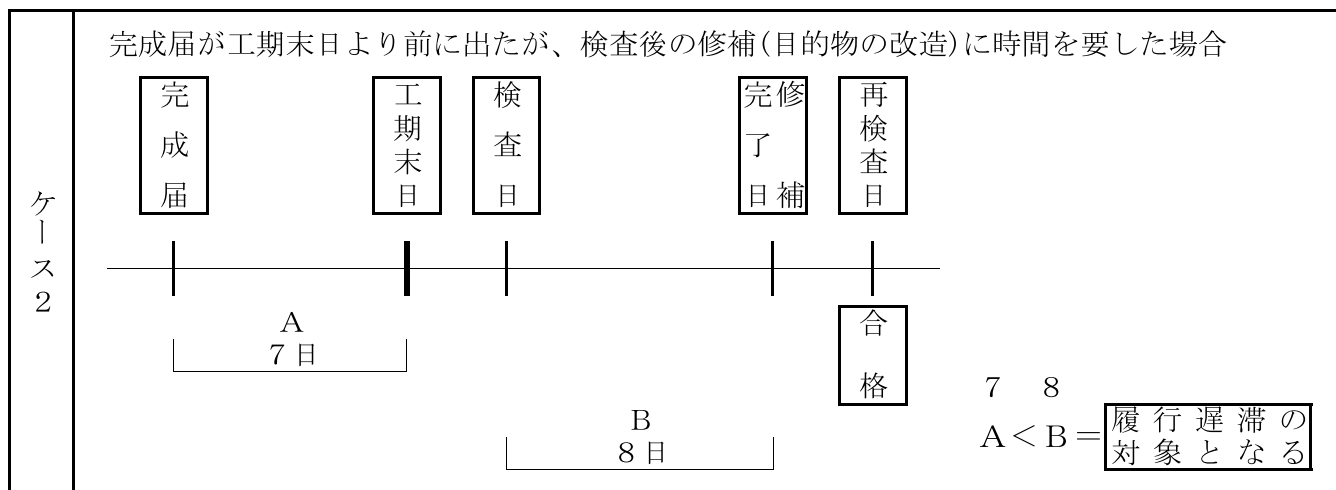 ケース2
完成届が工期末日より前に出たが、検査後の修補(目的物の改造)に時間を要した場合
完成届
工期末日
検査日
修補
完了日
再検査日
A
7日
B
8日
合格
7 8
A<B=
履行遅滞の
対象となる